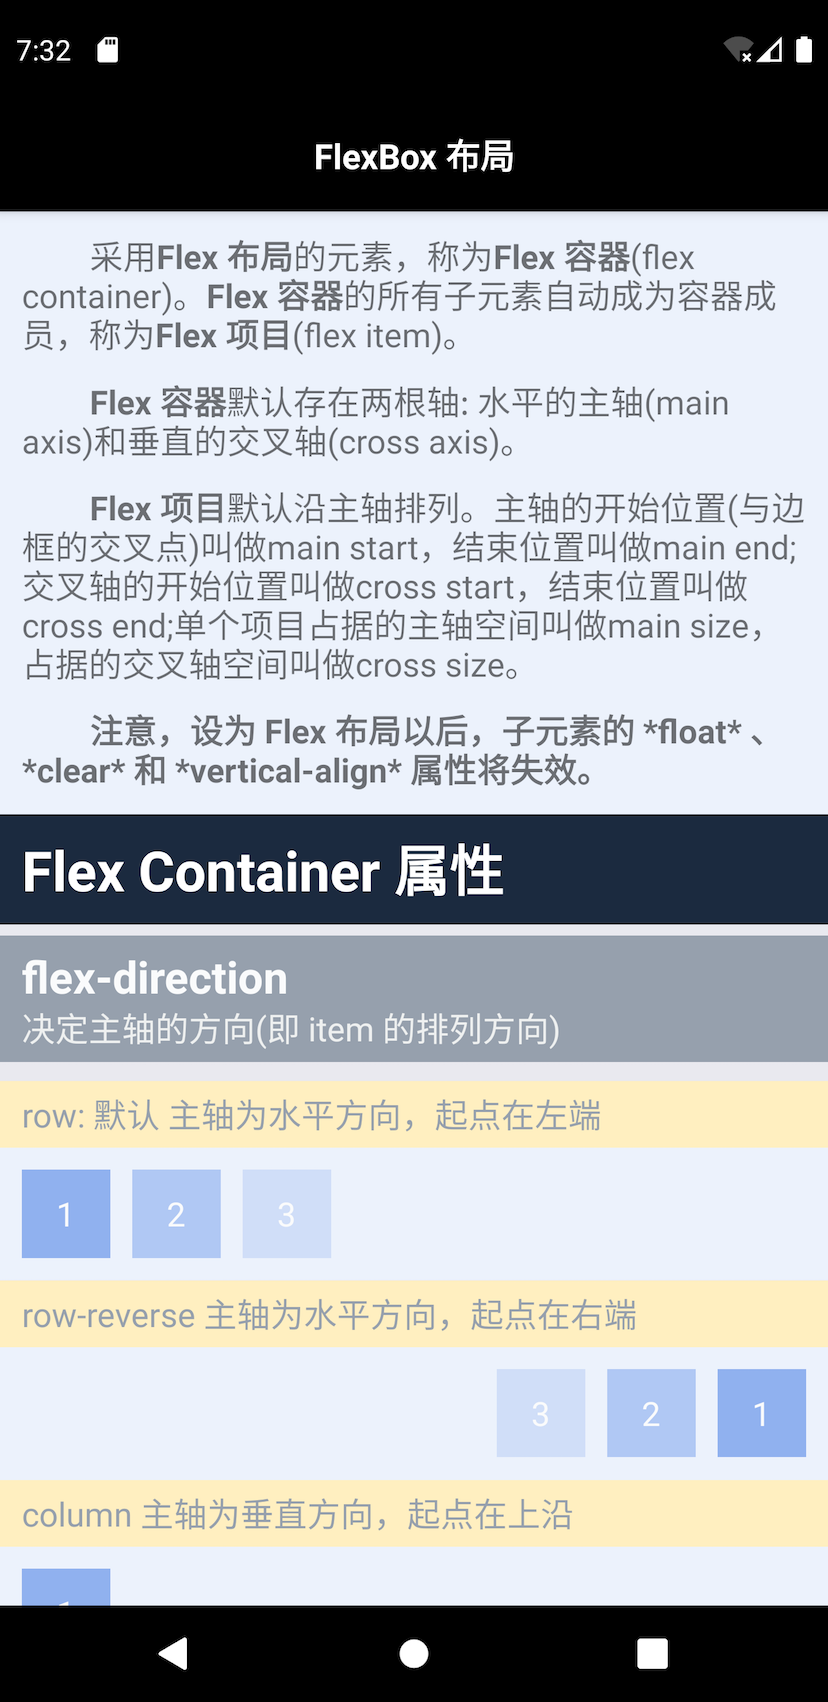 7:32
FlexBox 布局
采用Flex 布局的元素，称为Flex 容器(flex
container)。Flex 容器的所有子元素自动成为容器成
员，称为Flex 项目(flex item)。
Flex 容器默认存在两根轴: 水平的主轴(main
axis)和垂直的交叉轴(cross axis)。
Flex 项目默认沿主轴排列。主轴的开始位置(与边
框的交叉点)叫做main start，结束位置叫做main end;
交叉轴的开始位置叫做cross start，结束位置叫做
cross end;单个项目占据的主轴空间叫做main size，
占据的交叉轴空间叫做cross size。
注意，设为 Flex 布局以后，子元素的 *float* 、
*clear* 和 *vertical-align* 属性将失效。
Flex Container 属性
flex-direction
决定主轴的方向(即 item 的排列方向)
row: 默认 主轴为水平方向，起点在左端
1 2 3
row-reverse 主轴为水平方向，起点在右端
3 2 1
column 主轴为垂直方向，起点在上沿